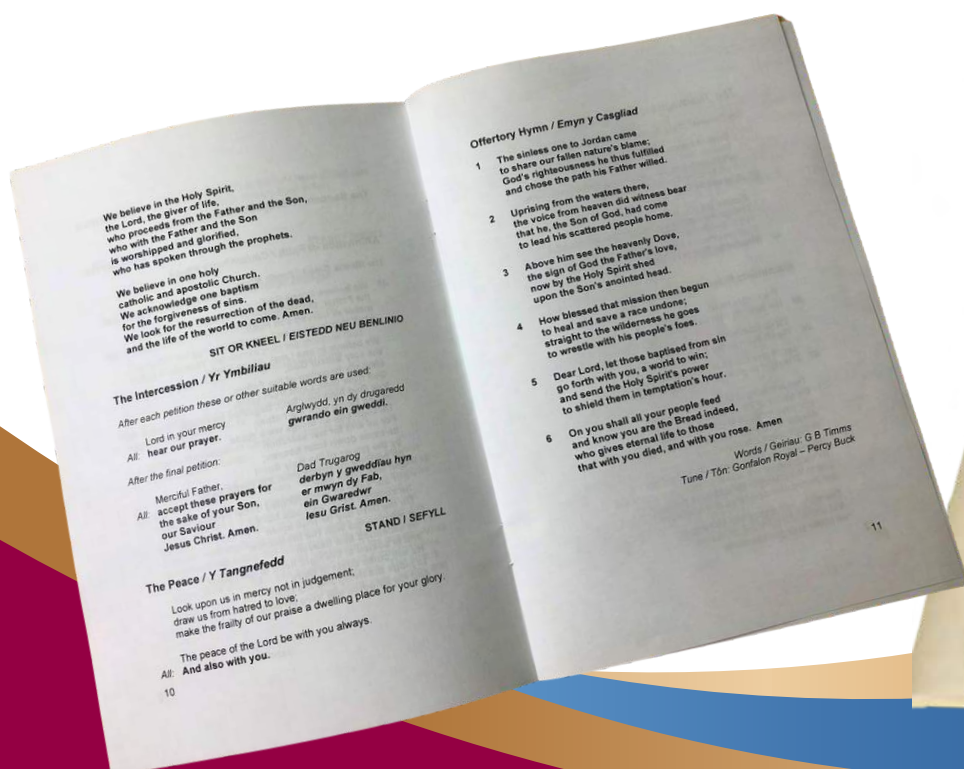 We believe in the Holy Spirit,
the Lord, the giver of life,
who proceeds from the Father and the Son,
who with the Father and the Son
is worshipped and glorified,
who has spoken through the prophets.
We believe in one holy
catholic and apostolic Church.
We acknowledge one baptism
for the forgiveness of sins.
We look for the resurrection of the dead,
and the life of the world to come. Amen.
SIT OR KNEEL / EISTEDD NEU BENLINIO
The Intercession / Yr Ymbiliau
After each petition these or other suitable words are used:
Lord in your mercy
All: hear our prayer.
Arglwydd, yn dy drugaredd
gwrando ein gweddi.
After the final petition:
Merciful Father,
All: accept these prayers for
the sake of your Son,
our Saviour
Jesus Christ. Amen.
Dad Trugarog
derbyn y gweddïau hyn
er mwyn dy Fab,
ein Gwaredwr
Iesu Grist. Amen.
STAND / SEFYLL
The Peace / Y Tangnefedd
Look upon us in mercy not in judgement;
draw us from hatred to love;
make the frailty of our praise a dwelling place for your glory.
The peace of the Lord be with you always.
All: And also with you.
10
Offertory Hymn / Emyn y Casgliad
1 The sinless one to Jordan came
to share our fallen nature's blame;
God's righteousness he thus fulfilled
and chose the path his Father willed.
2 Uprising from the waters there,
the voice from heaven did witness bear
that he, the Son of God, had come
to lead his scattered people home.
3 Above him see the heavenly Dove,
the sign of God the Father's love,
now by the Holy Spirit shed
upon the Son's anointed head.
4 How blessed that mission then begun
to heal and save a race undone;
straight to the wilderness he goes
to wrestle with his people's foes.
5 Dear Lord, let those baptised from sin
go forth with you, a world to win;
and send the Holy Spirit's power
to shield them in temptation's hour.
6 On you shall all your people feed
and know you are the Bread indeed,
who gives eternal life to those
that with you died, and with you rose. Amen
Words / Geiriau: G B Timms
Tune / Tôn: Gonfalon Royal – Percy Buck
11